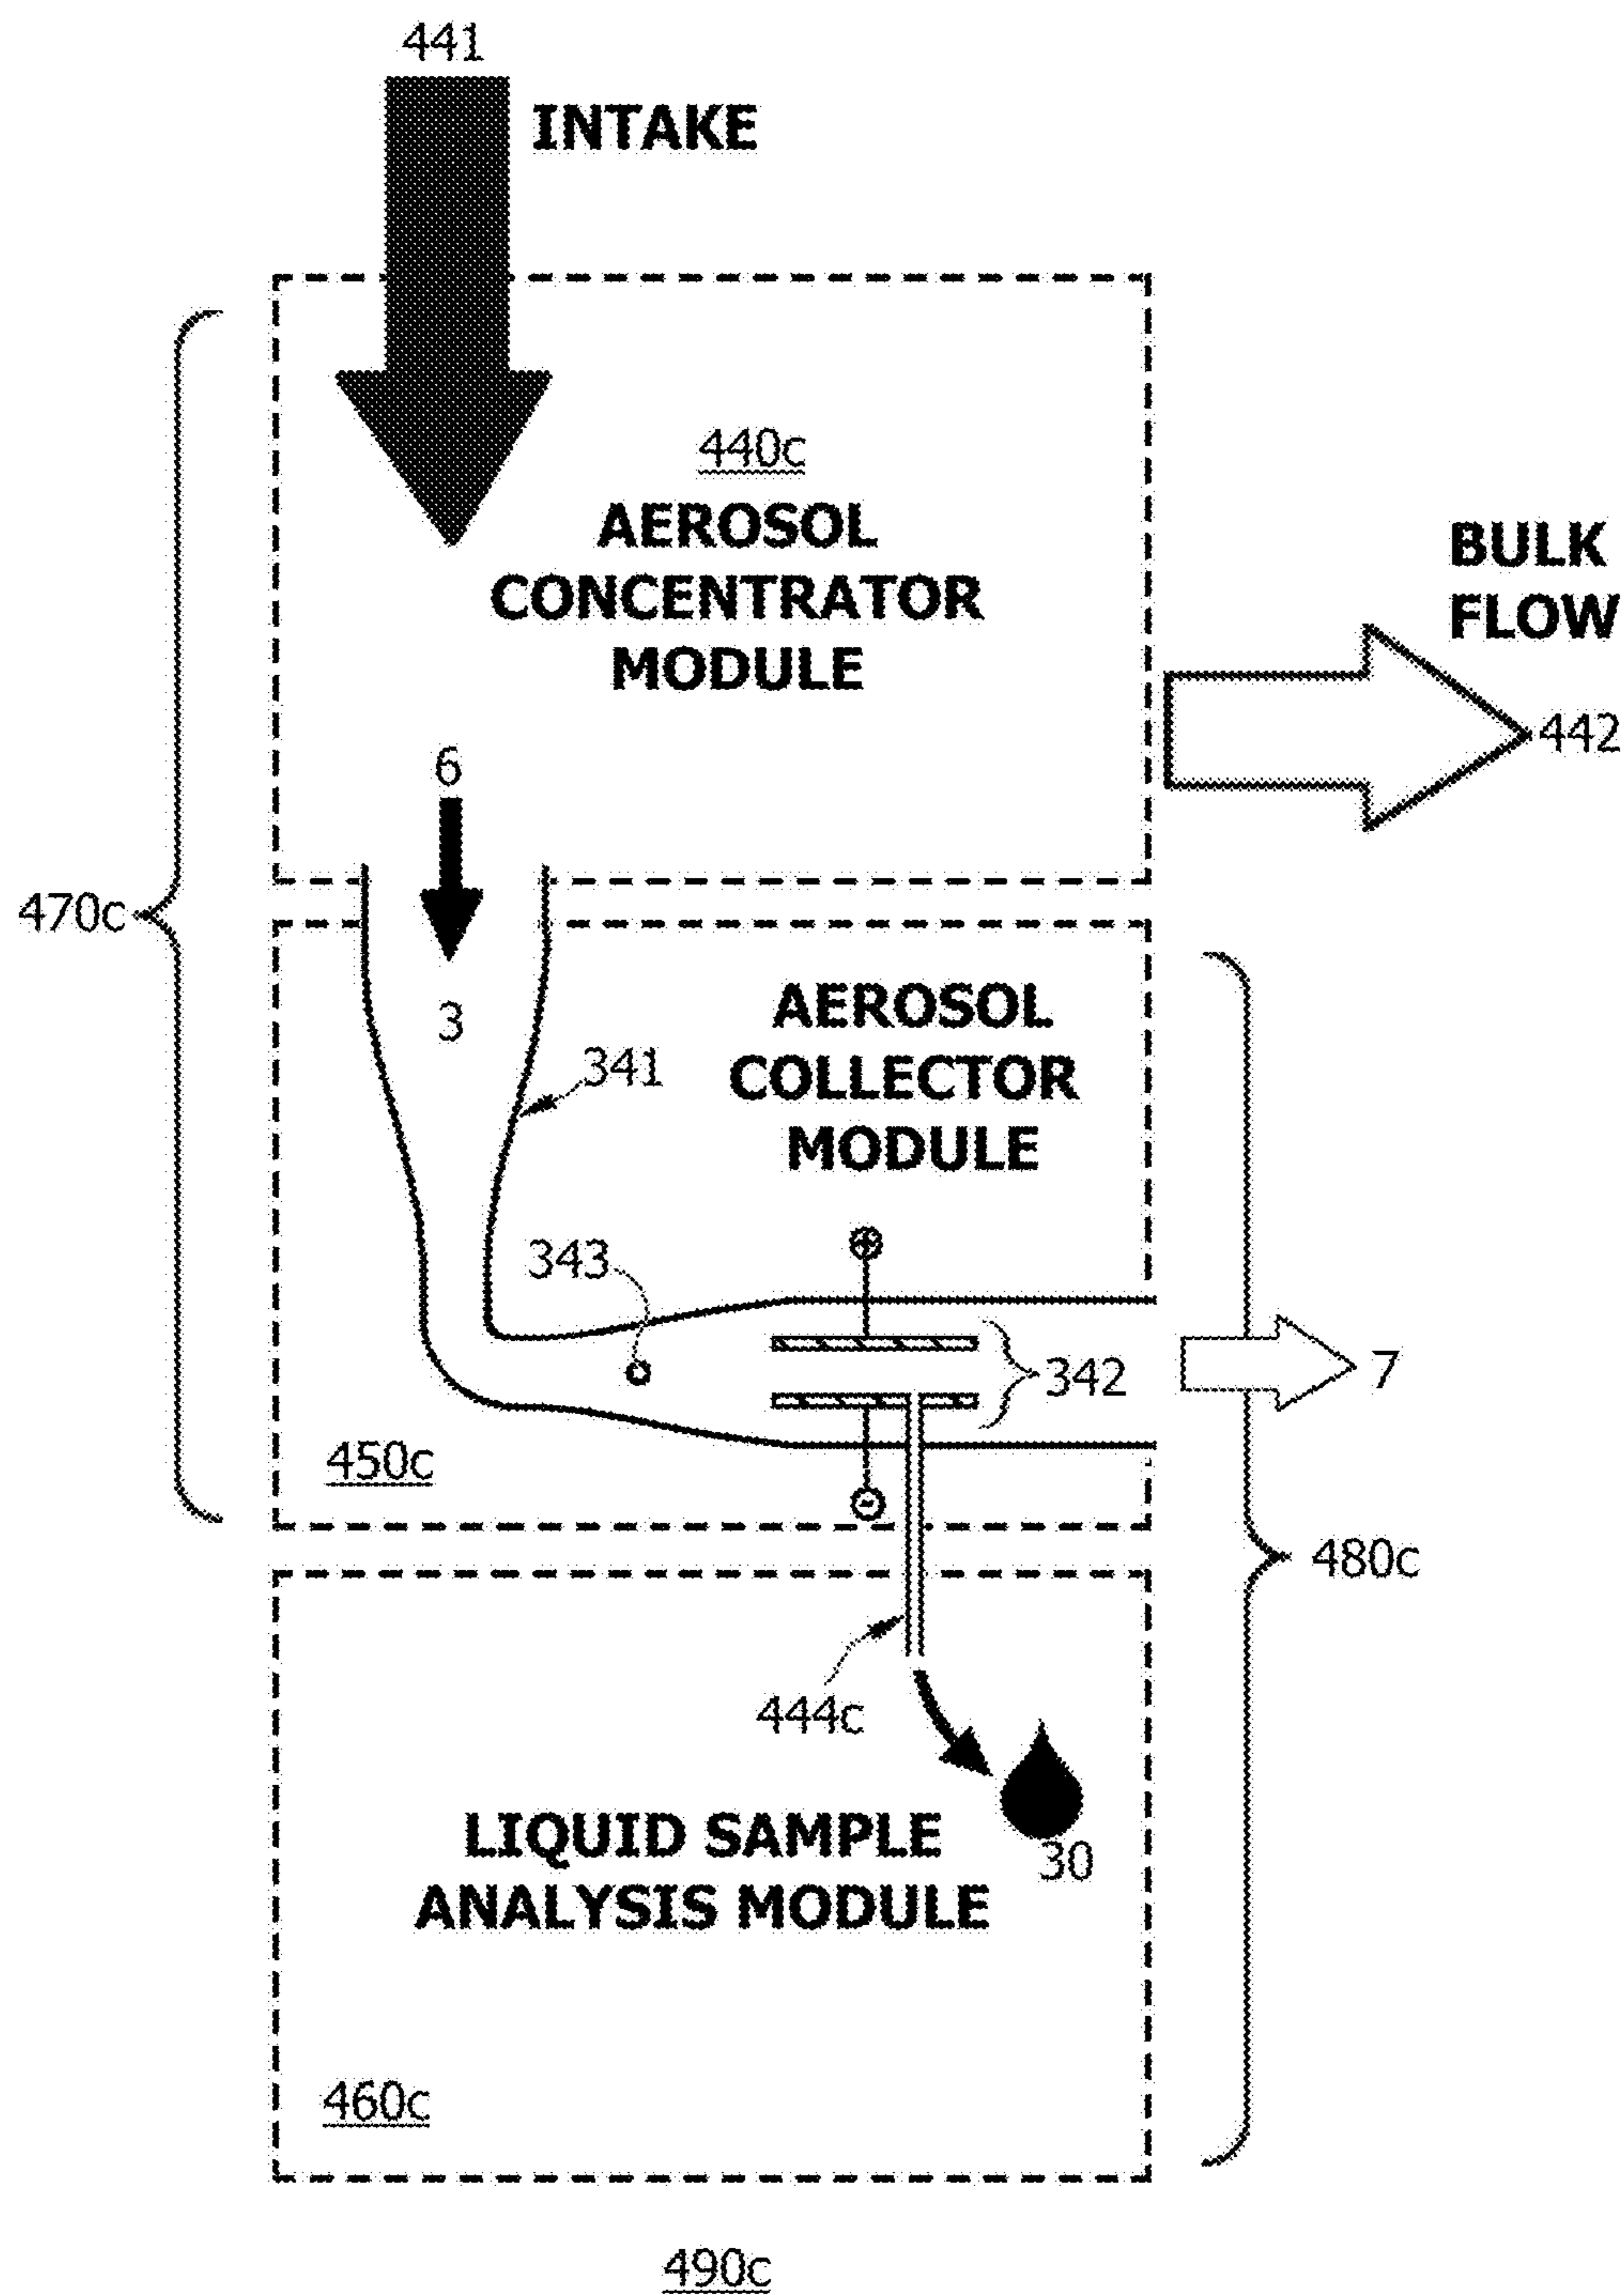 441
INTAKE
440c
AEROSOL
CONCENTRATOR
MODULE
BULK
FLOW
442
6
470c
3
AEROSOL
COLLECTOR
MODULE
341
343
+
342
7
450c
-
480c
444c
30
LIQUID SAMPLE
ANALYSIS MODULE
460c
490c